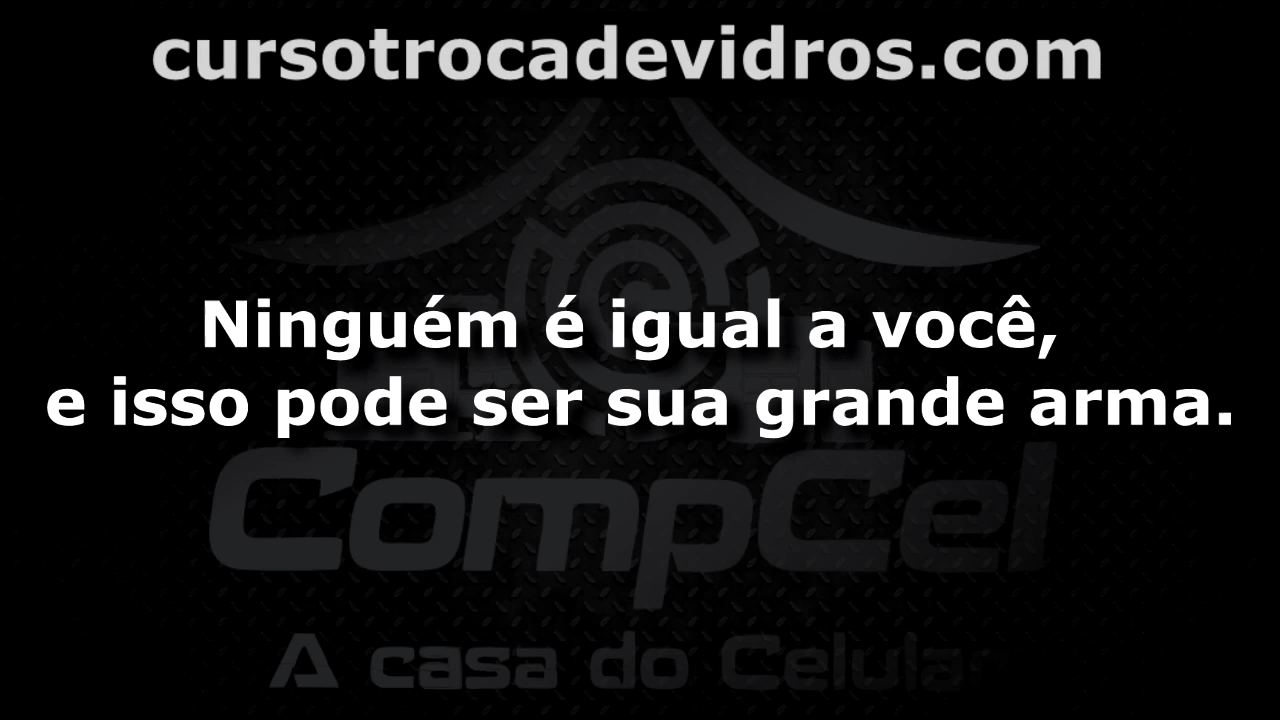 cursotrocadevidros.com
Ninguém é igual a você,
e isso pode ser sua grande arma.
CompCel
A casa do Celular